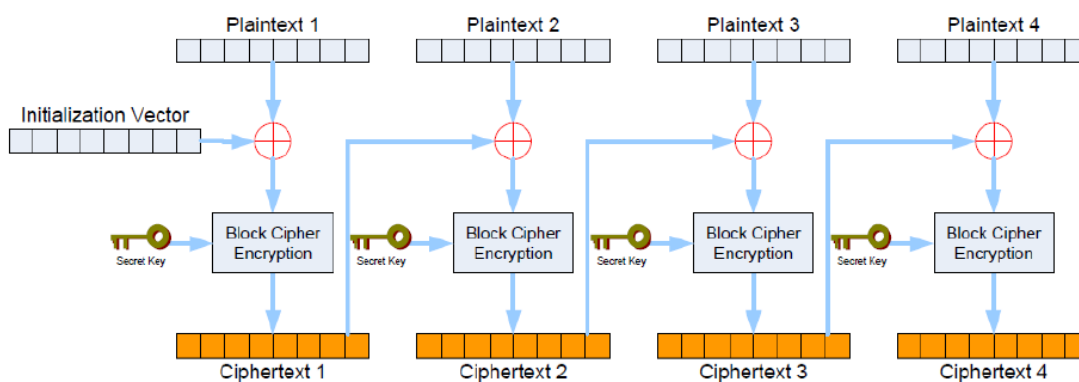 Plaintext 1
Plaintext 2
Plaintext 3
Plaintext 4
Initialization Vector
Block Cipher
Encryption
Block Cipher
Encryption
Block Cipher
Encryption
Block Cipher
Encryption
Secret Key
Secret Key
Secret Key
Secret Key
Ciphertext 1
Ciphertext 2
Ciphertext 3
Ciphertext 4